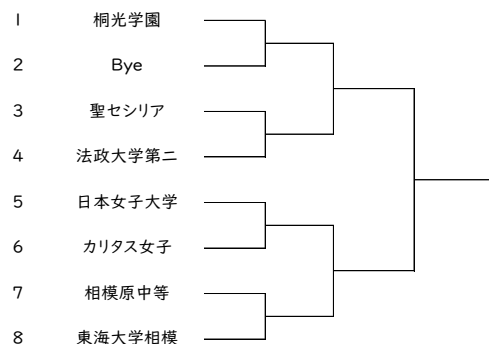 1 桐光学園
2 Bye
3 聖セシリア
4 法政大学第二
5 日本女子大学
6 カリタス女子
7 相模原中等
8 東海大学相模